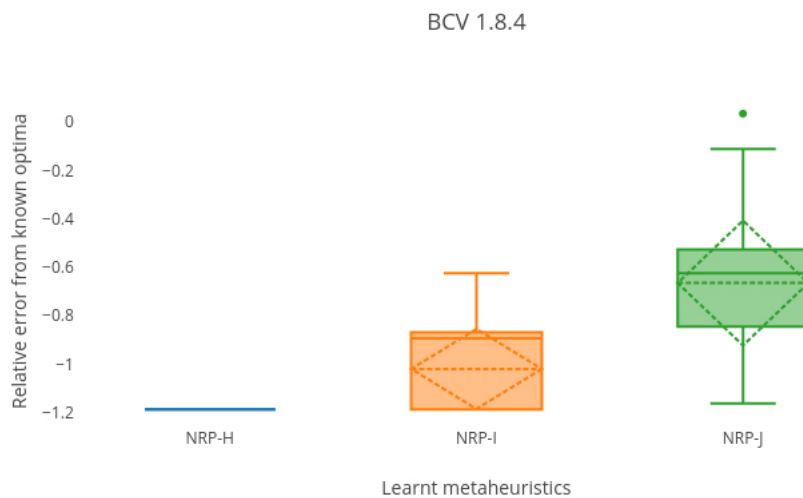 BCV 1.8.4
Relative error from known optima
0
−0.2
−0.4
−0.6
−0.8
−1
−1.2
NRP-H
NRP-I
NRP-J
Learnt metaheuristics